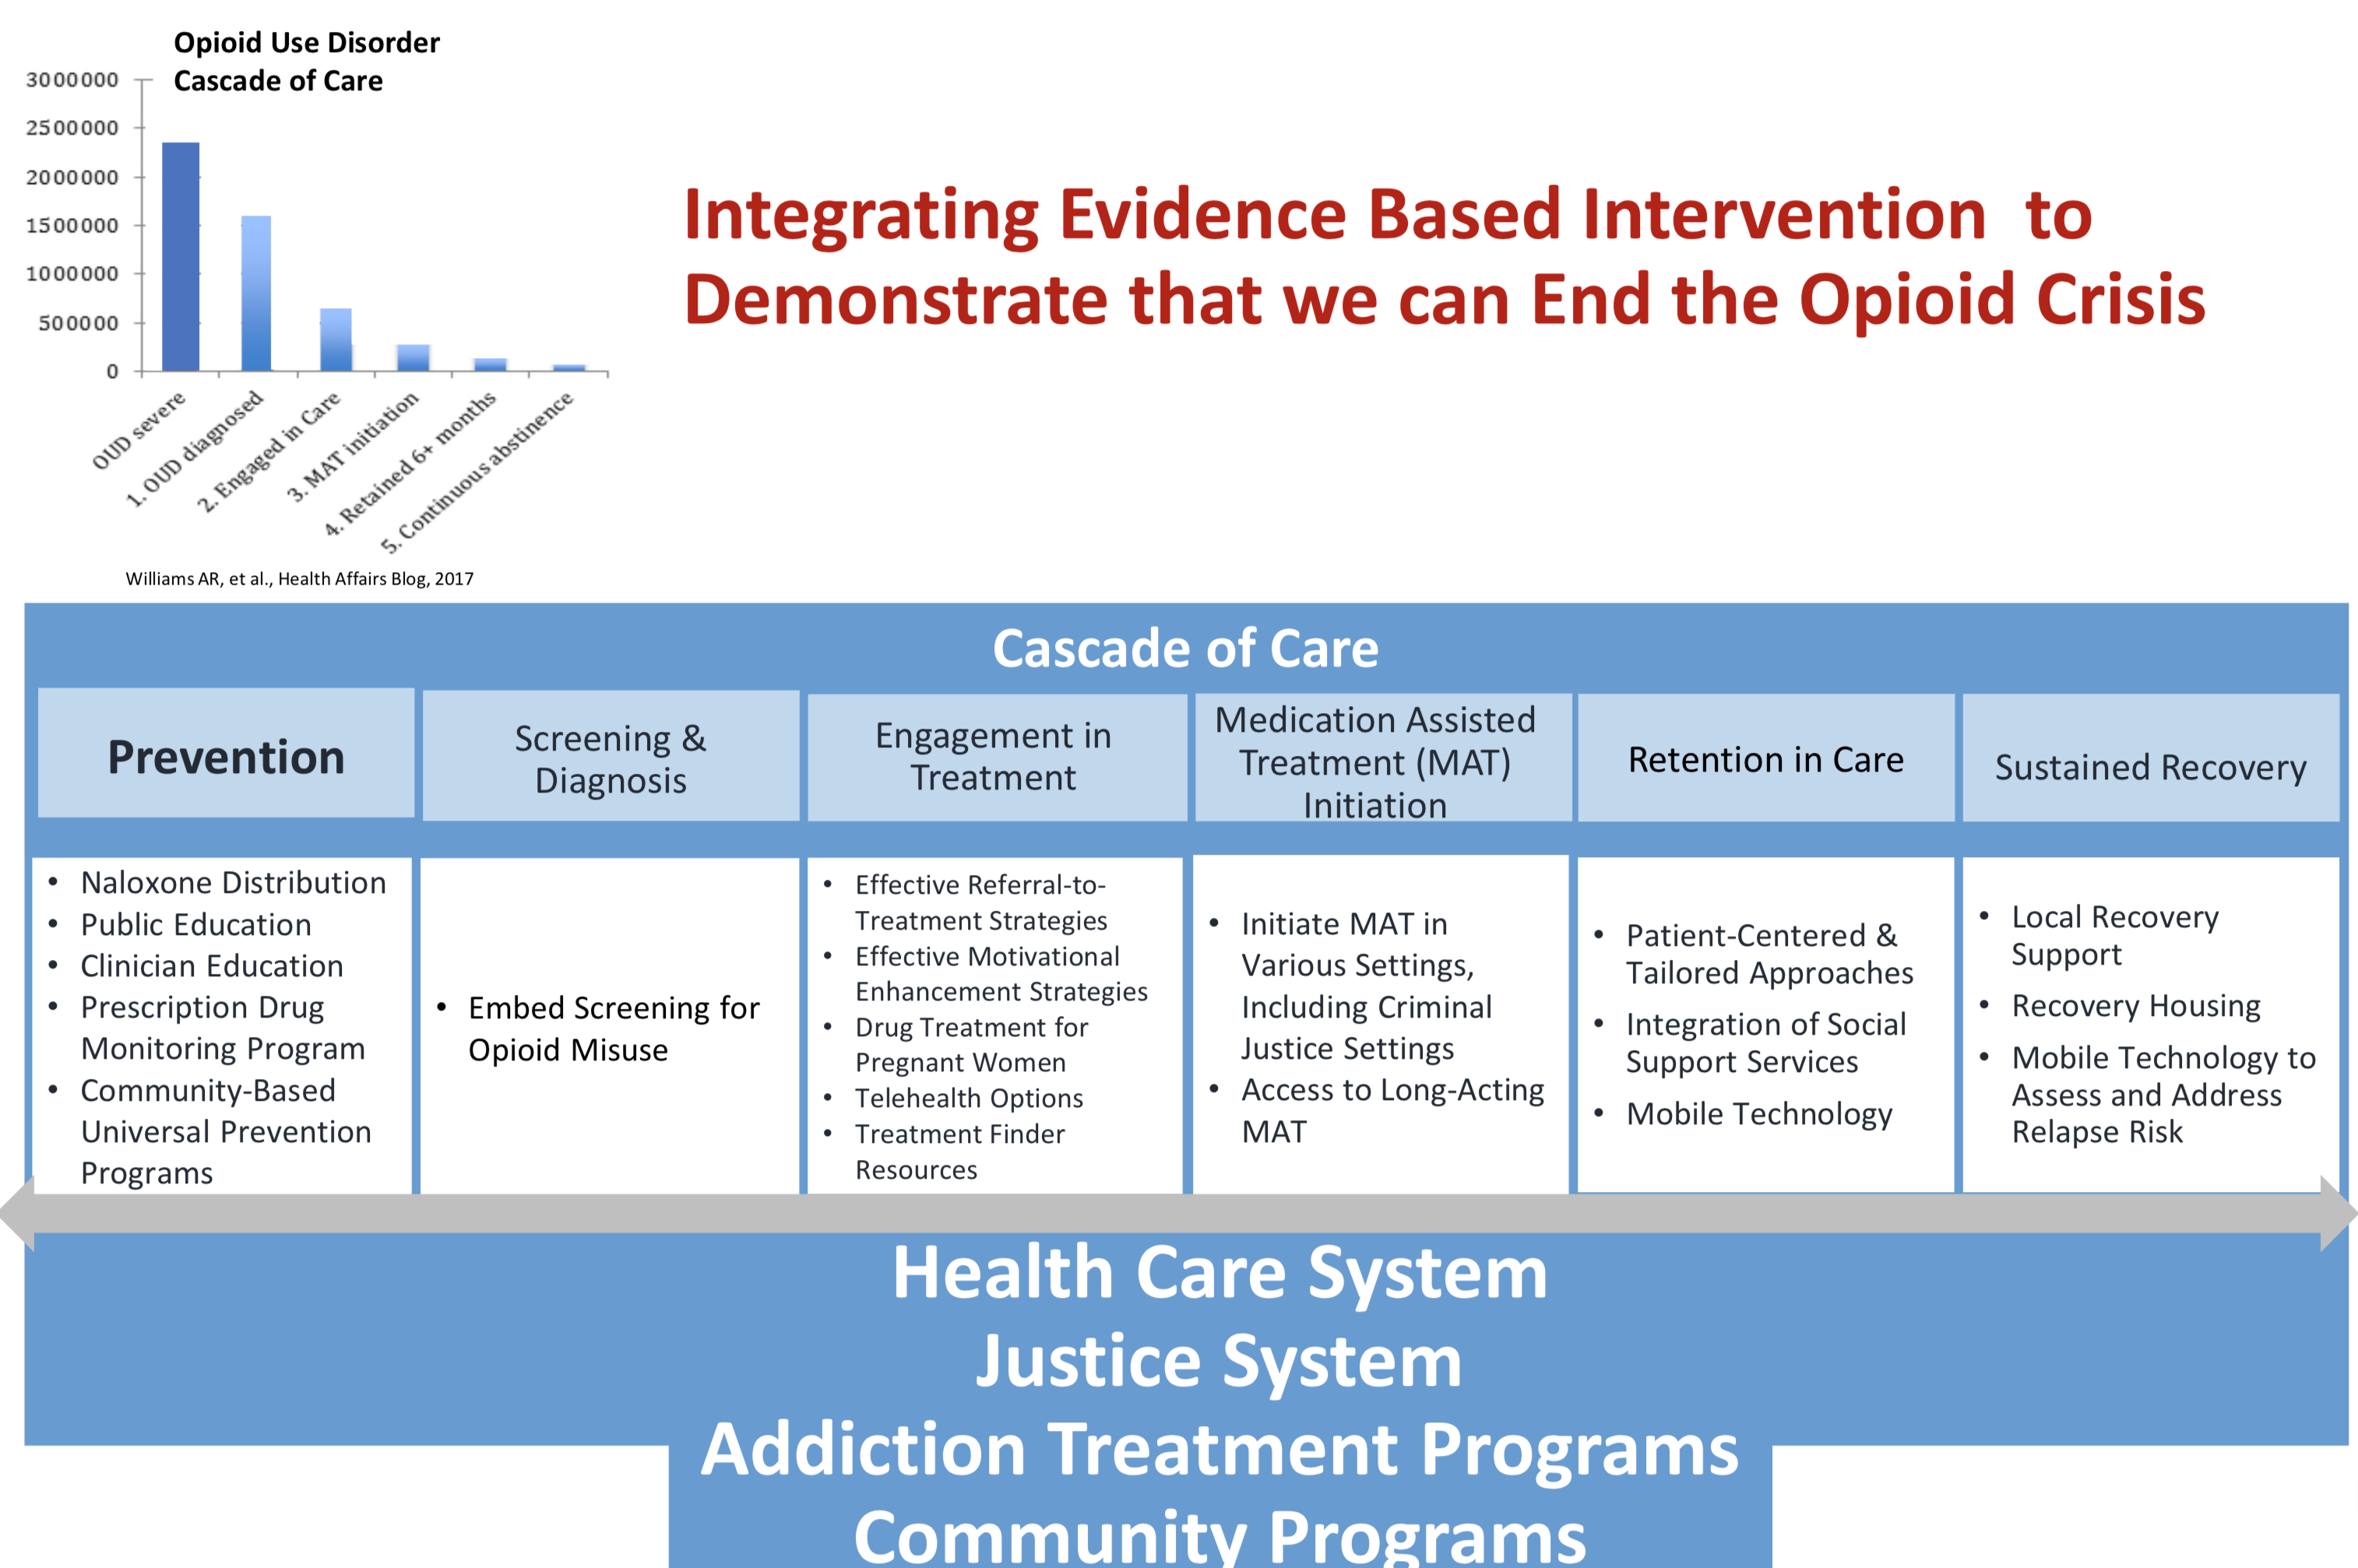 Opioid Use Disorder
Cascade of Care
3000000
2500000
2000000
1500000
1000000
500000
0
OUD severe
1. OUD diagnosed
2. Engaged in Care
3. MAT initiation
4. Retained 6+ months
5. Continuous abstinence
Williams AR, et al., Health Affairs Blog, 2017
Integrating Evidence Based Intervention to
Demonstrate that we can End the Opioid Crisis
Cascade of Care
Prevention
Screening &
Diagnosis
Engagement in
Treatment
Medication Assisted
Treatment (MAT)
Initiation
Retention in Care
Sustained Recovery
• Naloxone Distribution
• Public Education
• Clinician Education
• Prescription Drug
Monitoring Program
• Community-Based
Universal Prevention
Programs
• Embed Screening for
Opioid Misuse
• Effective Referral-to-
Treatment Strategies
• Effective Motivational
Enhancement Strategies
• Drug Treatment for
Pregnant Women
• Telehealth Options
• Treatment Finder
Resources
• Initiate MAT in
Various Settings,
Including Criminal
Justice Settings
• Access to Long-Acting
MAT
• Patient-Centered &
Tailored Approaches
• Integration of Social
Support Services
• Mobile Technology
• Local Recovery
Support
• Recovery Housing
• Mobile Technology to
Assess and Address
Relapse Risk
Health Care System
Justice System
Addiction Treatment Programs
Community Programs